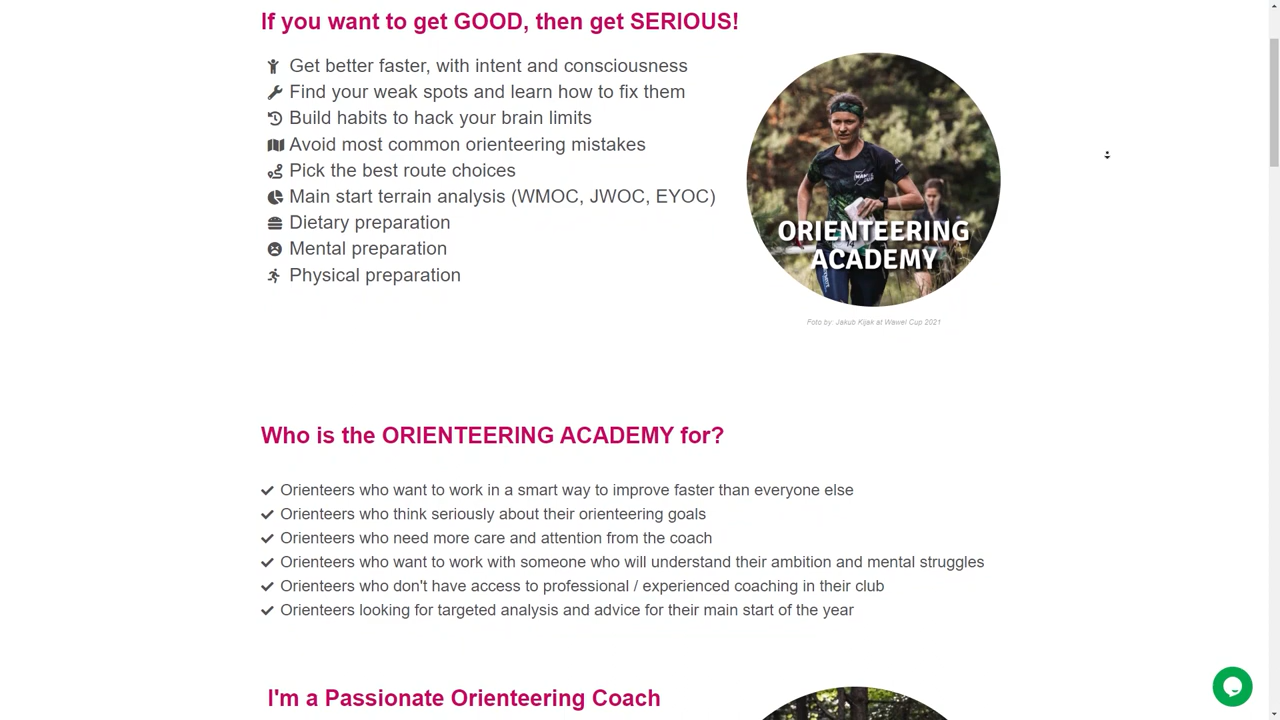 If you want to get GOOD, then get SERIOUS!
Get better faster, with intent and consciousness
Find your weak spots and learn how to fix them
Build habits to hack your brain limits
Avoid most common orienteering mistakes
Pick the best route choices
Main start terrain analysis (WMOC, JWOC, EYOC)
Dietary preparation
Mental preparation
Physical preparation
ORIENTEERING
ACADEMY
Foto by: Jakub Kijak at Wawel Cup 2021
Who is the ORIENTEERING ACADEMY for?
Orienteers who want to work in a smart way to improve faster than everyone else
Orienteers who think seriously about their orienteering goals
Orienteers who need more care and attention from the coach
Orienteers who want to work with someone who will understand their ambition and mental struggles
Orienteers who don't have access to professional / experienced coaching in their club
Orienteers looking for targeted analysis and advice for their main start of the year
I'm a Passionate Orienteering Coach